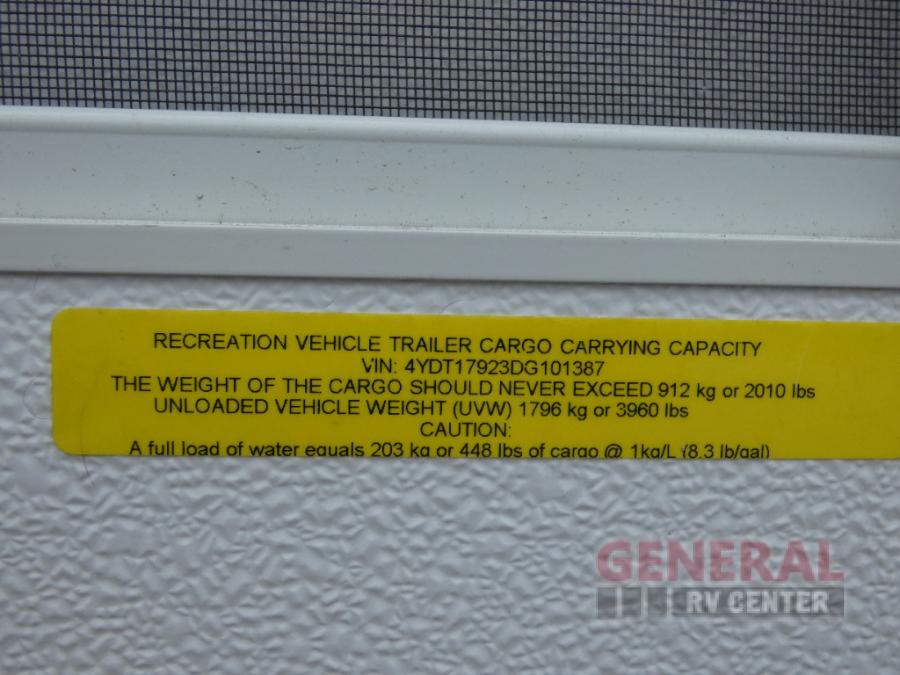 RECREATION VEHICLE TRAILER CARGO CARRYING CAPACITY
VIN: 4YDT17923DG101387
THE WEIGHT OF THE CARGO SHOULD NEVER EXCEED 912 kg or 2010 lbs
UNLOADED VEHICLE WEIGHT (UVW) 1796 kg or 3960 lbs
CAUTION:
A full load of water equals 203 kg or 448 lbs of cargo @ 1kg/L (8.3 lb/gal)
GENERAL
RV CENTER